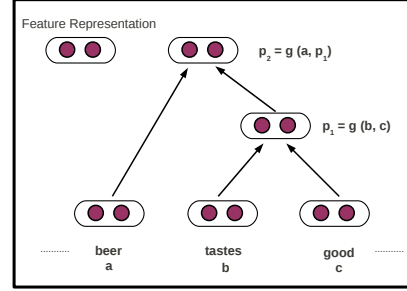 Feature Representation
p₂ = g (a, p₁)
p₁ = g (b, c)
beer tastes good
a b c